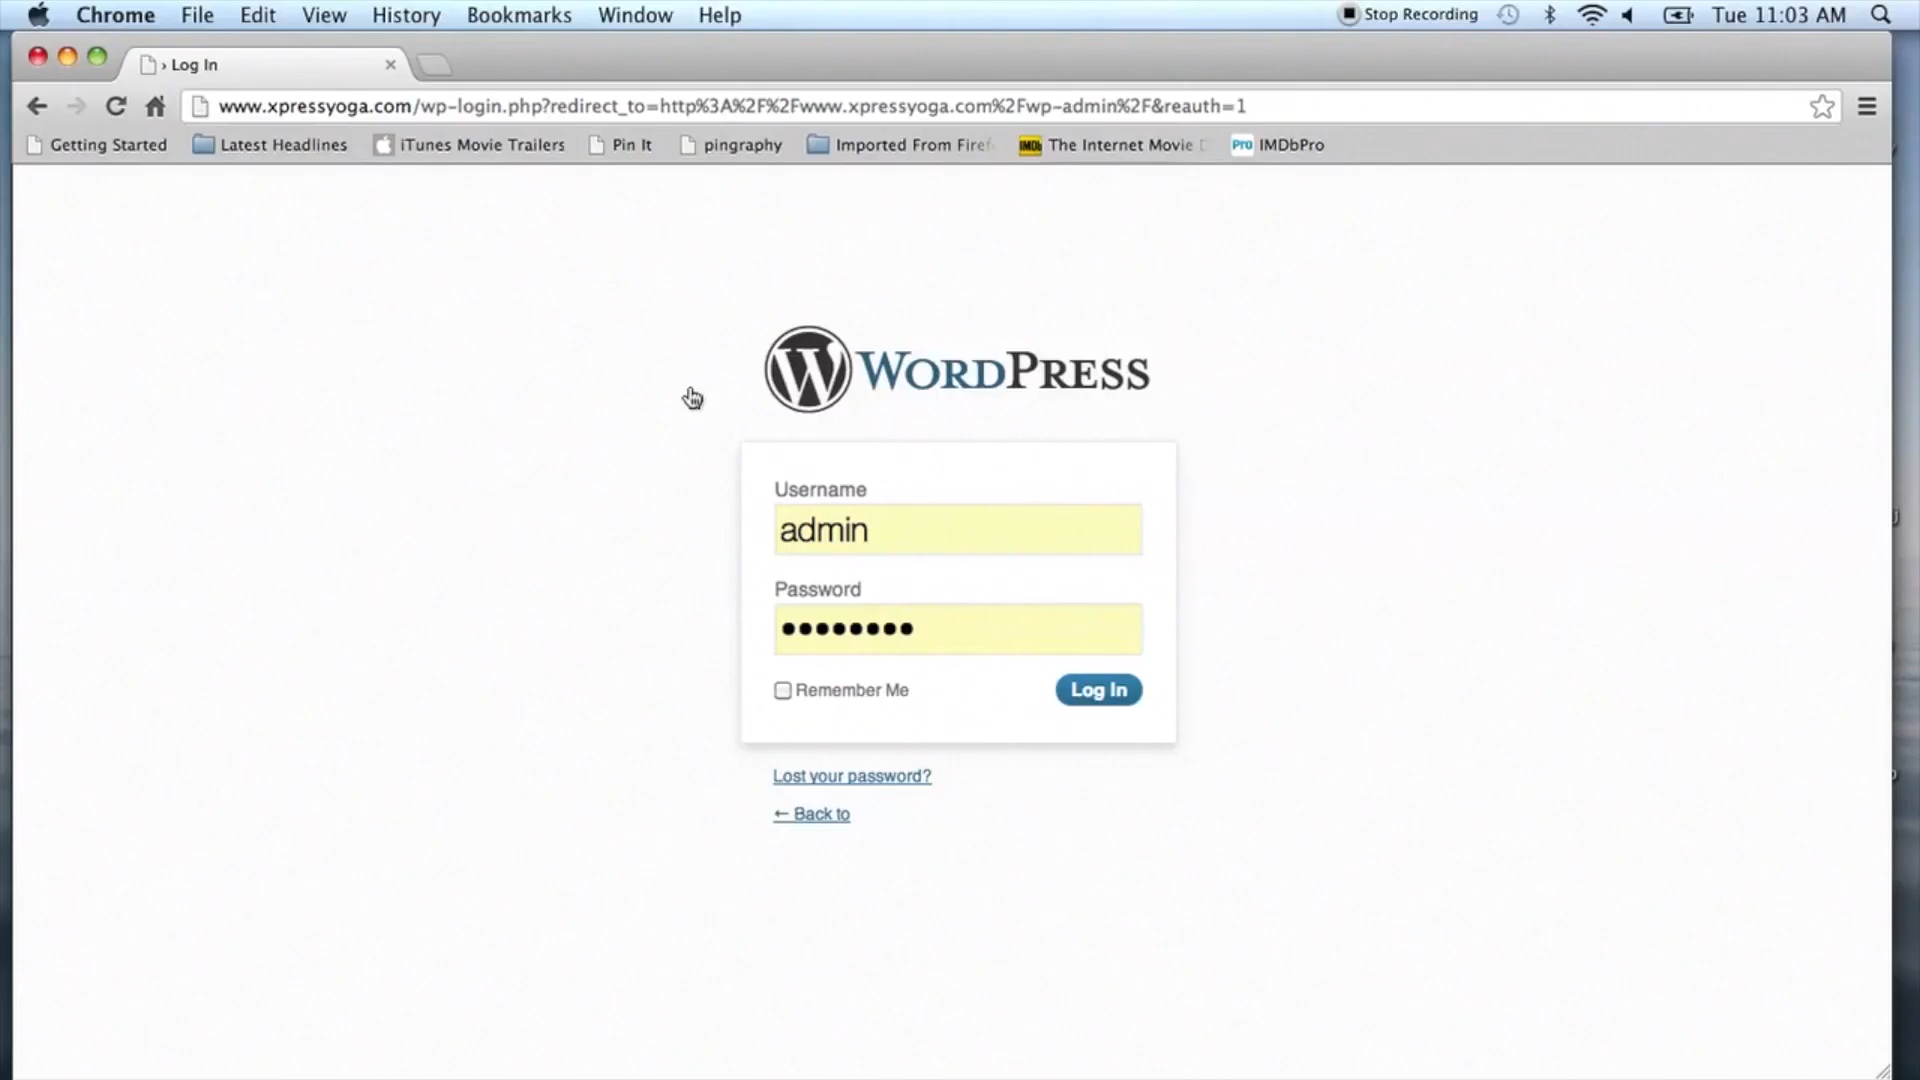 Chrome File Edit View History Bookmarks Window Help Stop Recording Tue 11:03 AM
› Log In
www.xpressyoga.com/wp-login.php?redirect_to=http%3A%2F%2Fwww.xpressyoga.com%2Fwp-admin%2F&reauth=1
Getting Started Latest Headlines iTunes Movie Trailers Pin It pingraphy Imported From Firef IMDb The Internet Movie Pro IMDbPro
WORDPRESS
Username
admin
Password
Remember Me Log In
Lost your password?
← Back to